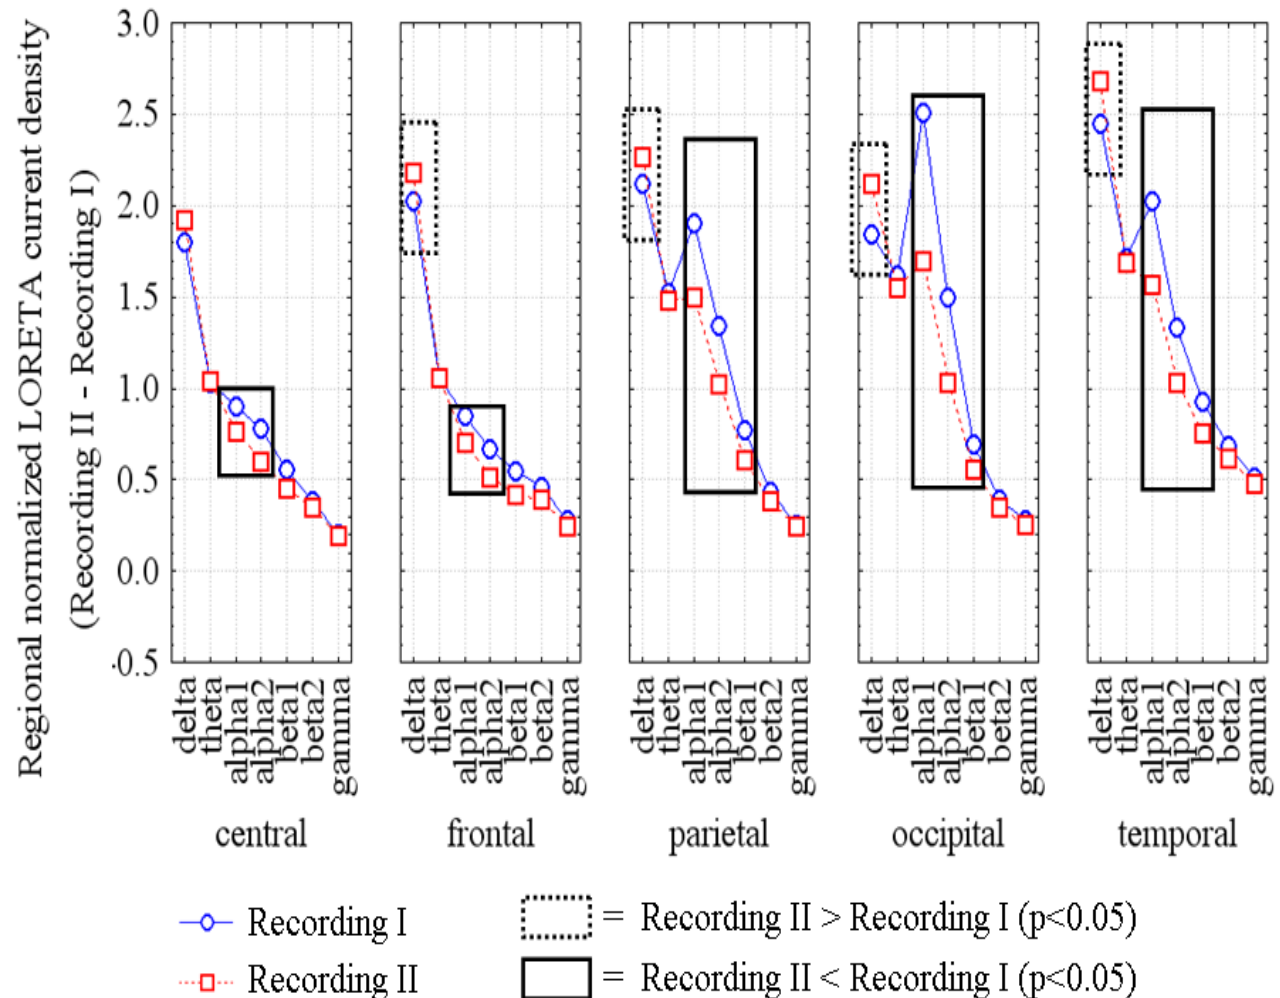 Regional normalized LORETA current density
(Recording II - Recording I)
3.0
2.5
2.0
1.5
1.0
0.5
0.0
.5
delta theta alpha1 alpha2 beta1 beta2 gamma
delta theta alpha1 alpha2 beta1 beta2 gamma
delta theta alpha1 alpha2 beta1 beta2 gamma
delta theta alpha1 alpha2 beta1 beta2 gamma
delta theta alpha1 alpha2 beta1 beta2 gamma
central frontal parietal occipital temporal
Recording I = Recording II > Recording I (p<0.05)
Recording II = Recording II < Recording I (p<0.05)